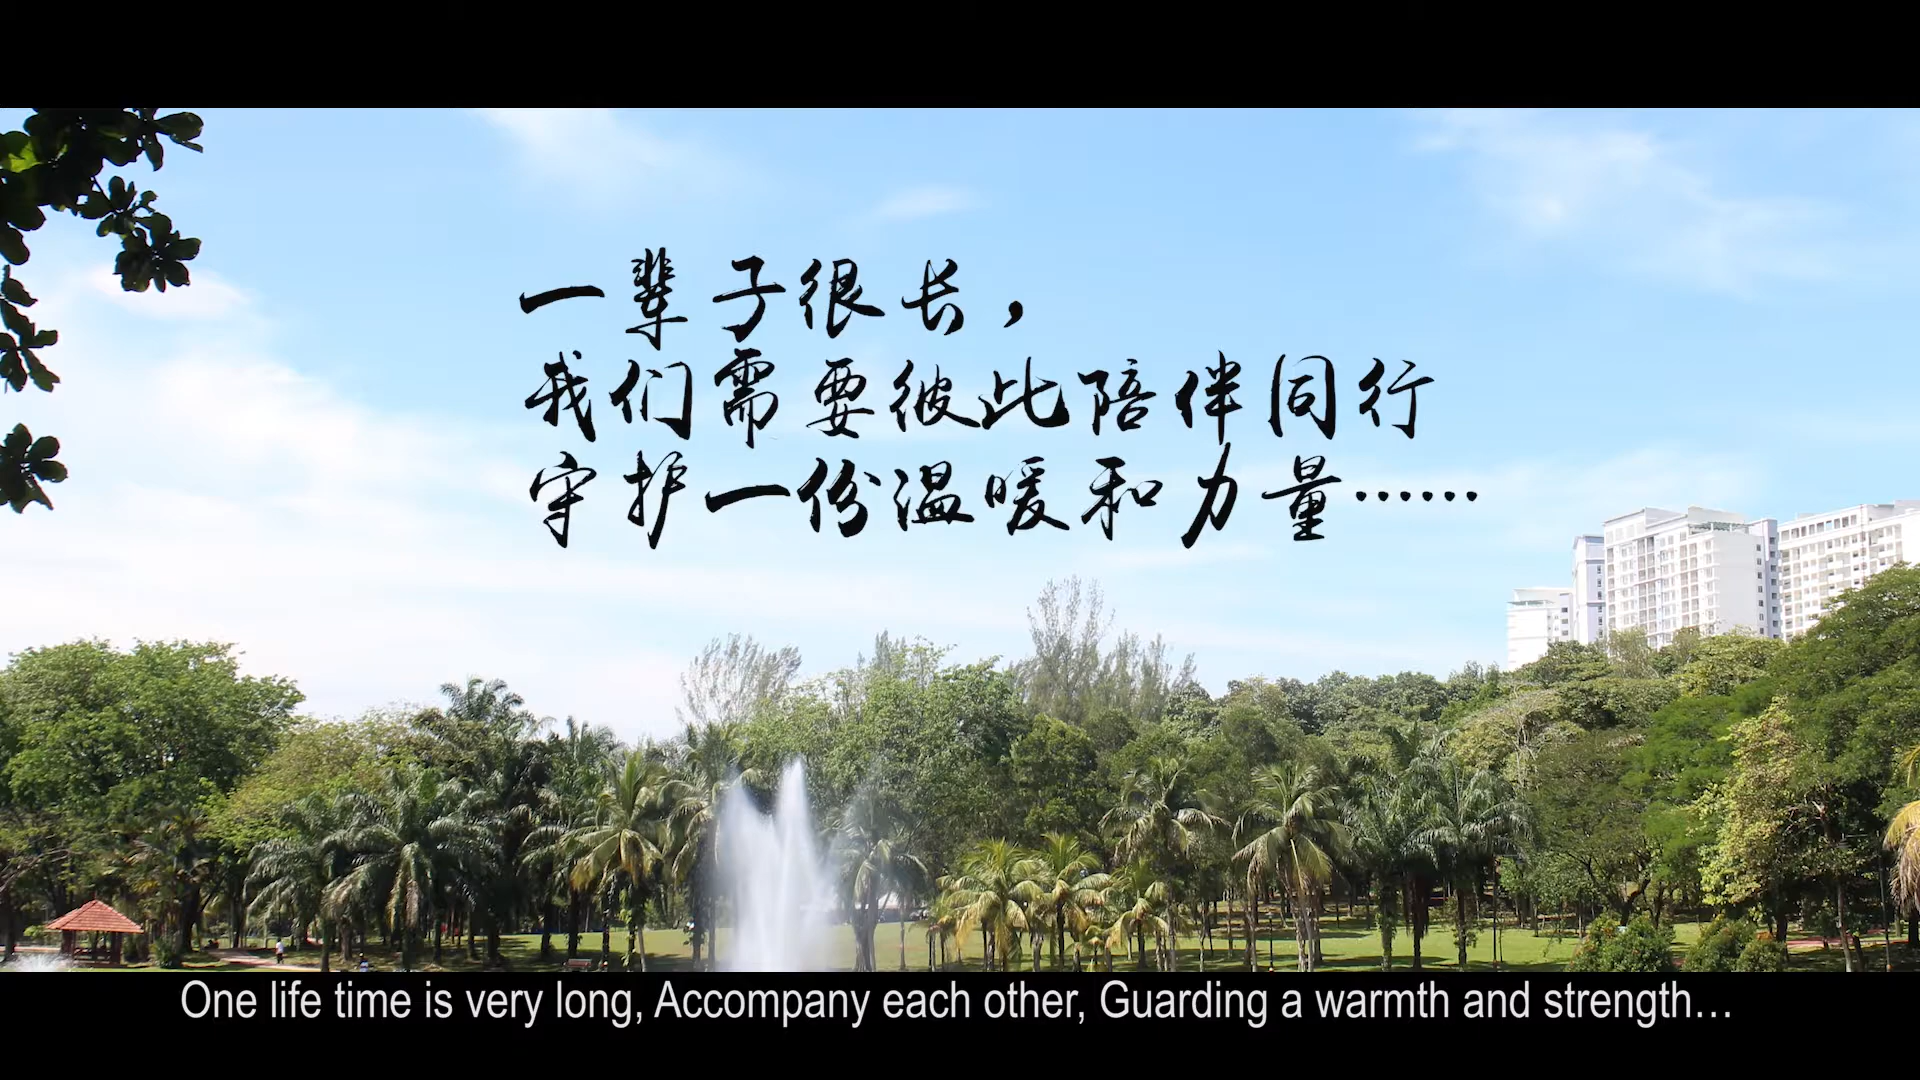 一辈子很长，
我们需要彼此陪伴同行
守护一份温暖和力量……
One life time is very long, Accompany each other, Guarding a warmth and strength…